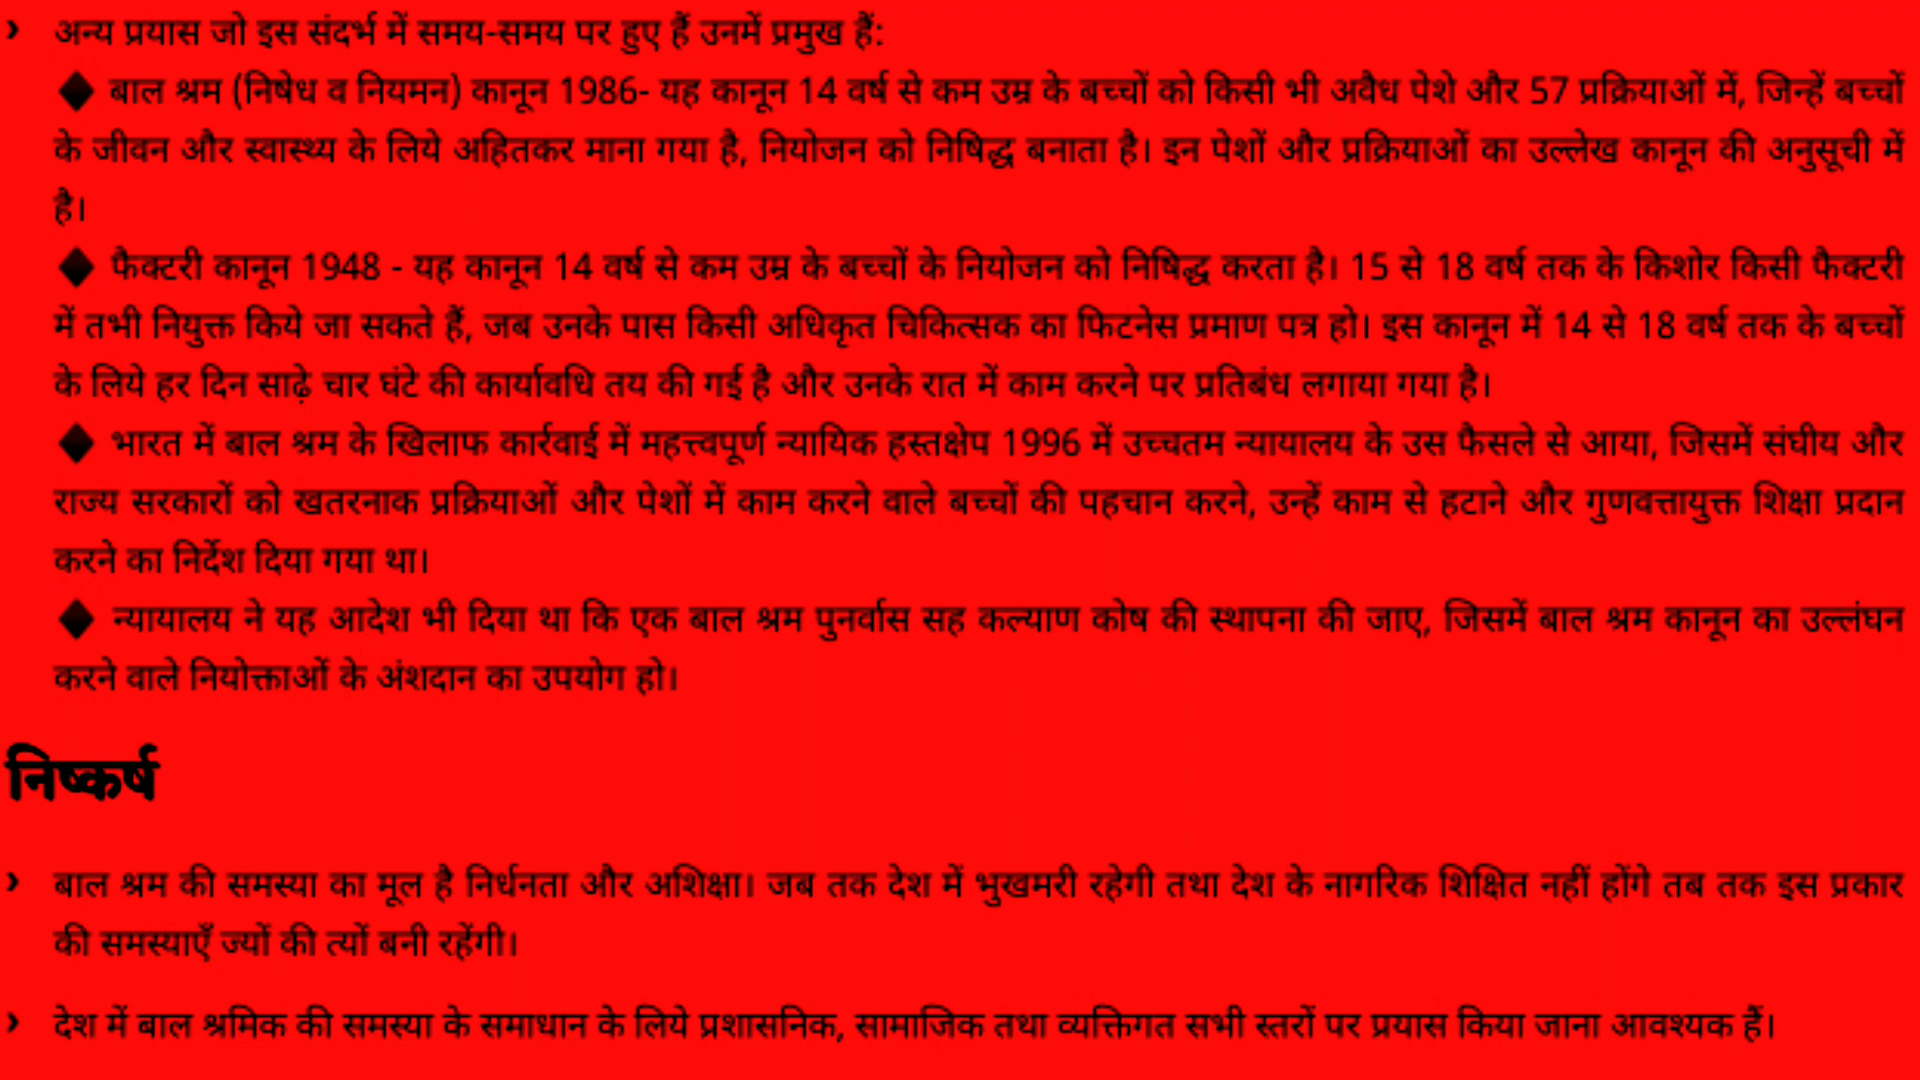 › अन्य प्रयास जो इस संदर्भ में समय-समय पर हुए हैं उनमें प्रमुख हैं:
◆ बाल श्रम (निषेध व नियमन) कानून 1986- यह कानून 14 वर्ष से कम उम्र के बच्चों को किसी भी अवैध पेशे और 57 प्रक्रियाओं में, जिन्हें बच्चों
के जीवन और स्वास्थ्य के लिये अहितकर माना गया है, नियोजन को निषिद्ध बनाता है। इन पेशों और प्रक्रियाओं का उल्लेख कानून की अनुसूची में
है।
◆ फैक्टरी कानून 1948 - यह कानून 14 वर्ष से कम उम्र के बच्चों के नियोजन को निषिद्ध करता है। 15 से 18 वर्ष तक के किशोर किसी फैक्टरी
में तभी नियुक्त किये जा सकते हैं, जब उनके पास किसी अधिकृत चिकित्सक का फिटनेस प्रमाण पत्र हो। इस कानून में 14 से 18 वर्ष तक के बच्चों
के लिये हर दिन साढ़े चार घंटे की कार्यावधि तय की गई है और उनके रात में काम करने पर प्रतिबंध लगाया गया है।
◆ भारत में बाल श्रम के खिलाफ कार्रवाई में महत्त्वपूर्ण न्यायिक हस्तक्षेप 1996 में उच्चतम न्यायालय के उस फैसले से आया, जिसमें संघीय और
राज्य सरकारों को खतरनाक प्रक्रियाओं और पेशों में काम करने वाले बच्चों की पहचान करने, उन्हें काम से हटाने और गुणवत्तायुक्त शिक्षा प्रदान
करने का निर्देश दिया गया था।
◆ न्यायालय ने यह आदेश भी दिया था कि एक बाल श्रम पुनर्वास सह कल्याण कोष की स्थापना की जाए, जिसमें बाल श्रम कानून का उल्लंघन
करने वाले नियोक्ताओं के अंशदान का उपयोग हो।
निष्कर्ष
› बाल श्रम की समस्या का मूल है निर्धनता और अशिक्षा। जब तक देश में भुखमरी रहेगी तथा देश के नागरिक शिक्षित नहीं होंगे तब तक इस प्रकार
की समस्याएँ ज्यों की त्यों बनी रहेंगी।
› देश में बाल श्रमिक की समस्या के समाधान के लिये प्रशासनिक, सामाजिक तथा व्यक्तिगत सभी स्तरों पर प्रयास किया जाना आवश्यक हैं।